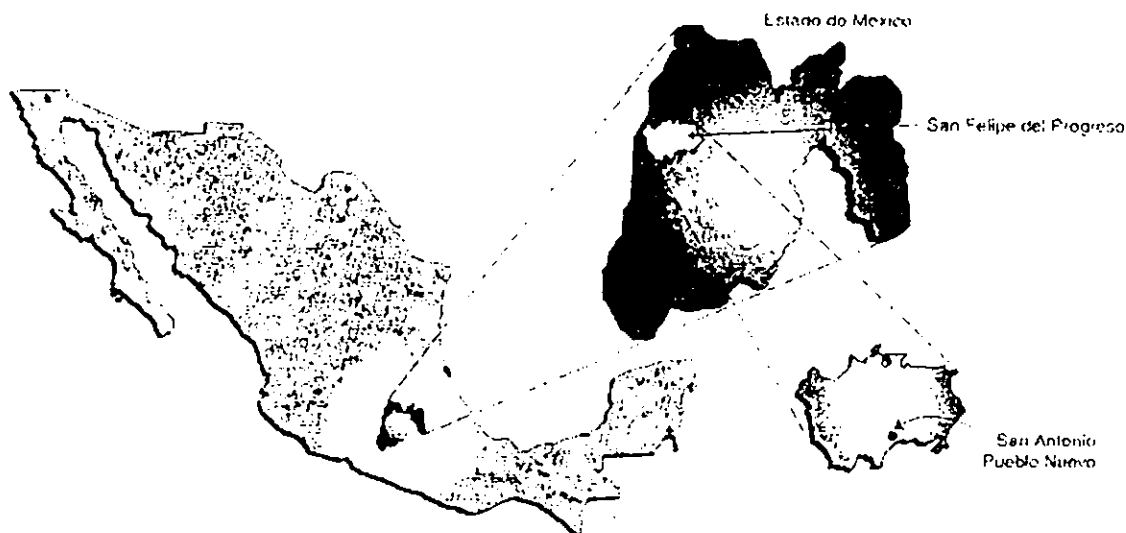 Estado de Mexico
San Felipe del Progreso
San Antonio
Pueblo Nuevo